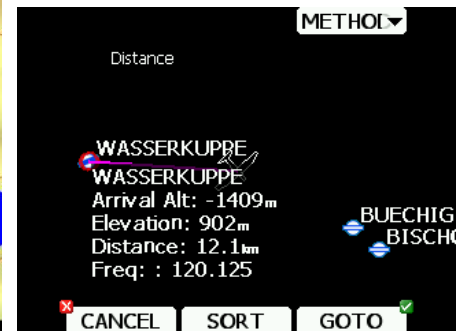 METHOD
Distance
WASSERKUPPE
WASSERKUPPE
Arrival Alt: -1409m
Elevation: 902m
Distance: 12.1km
Freq: : 120.125
BUECHIG
BISCHO
CANCEL SORT GOTO